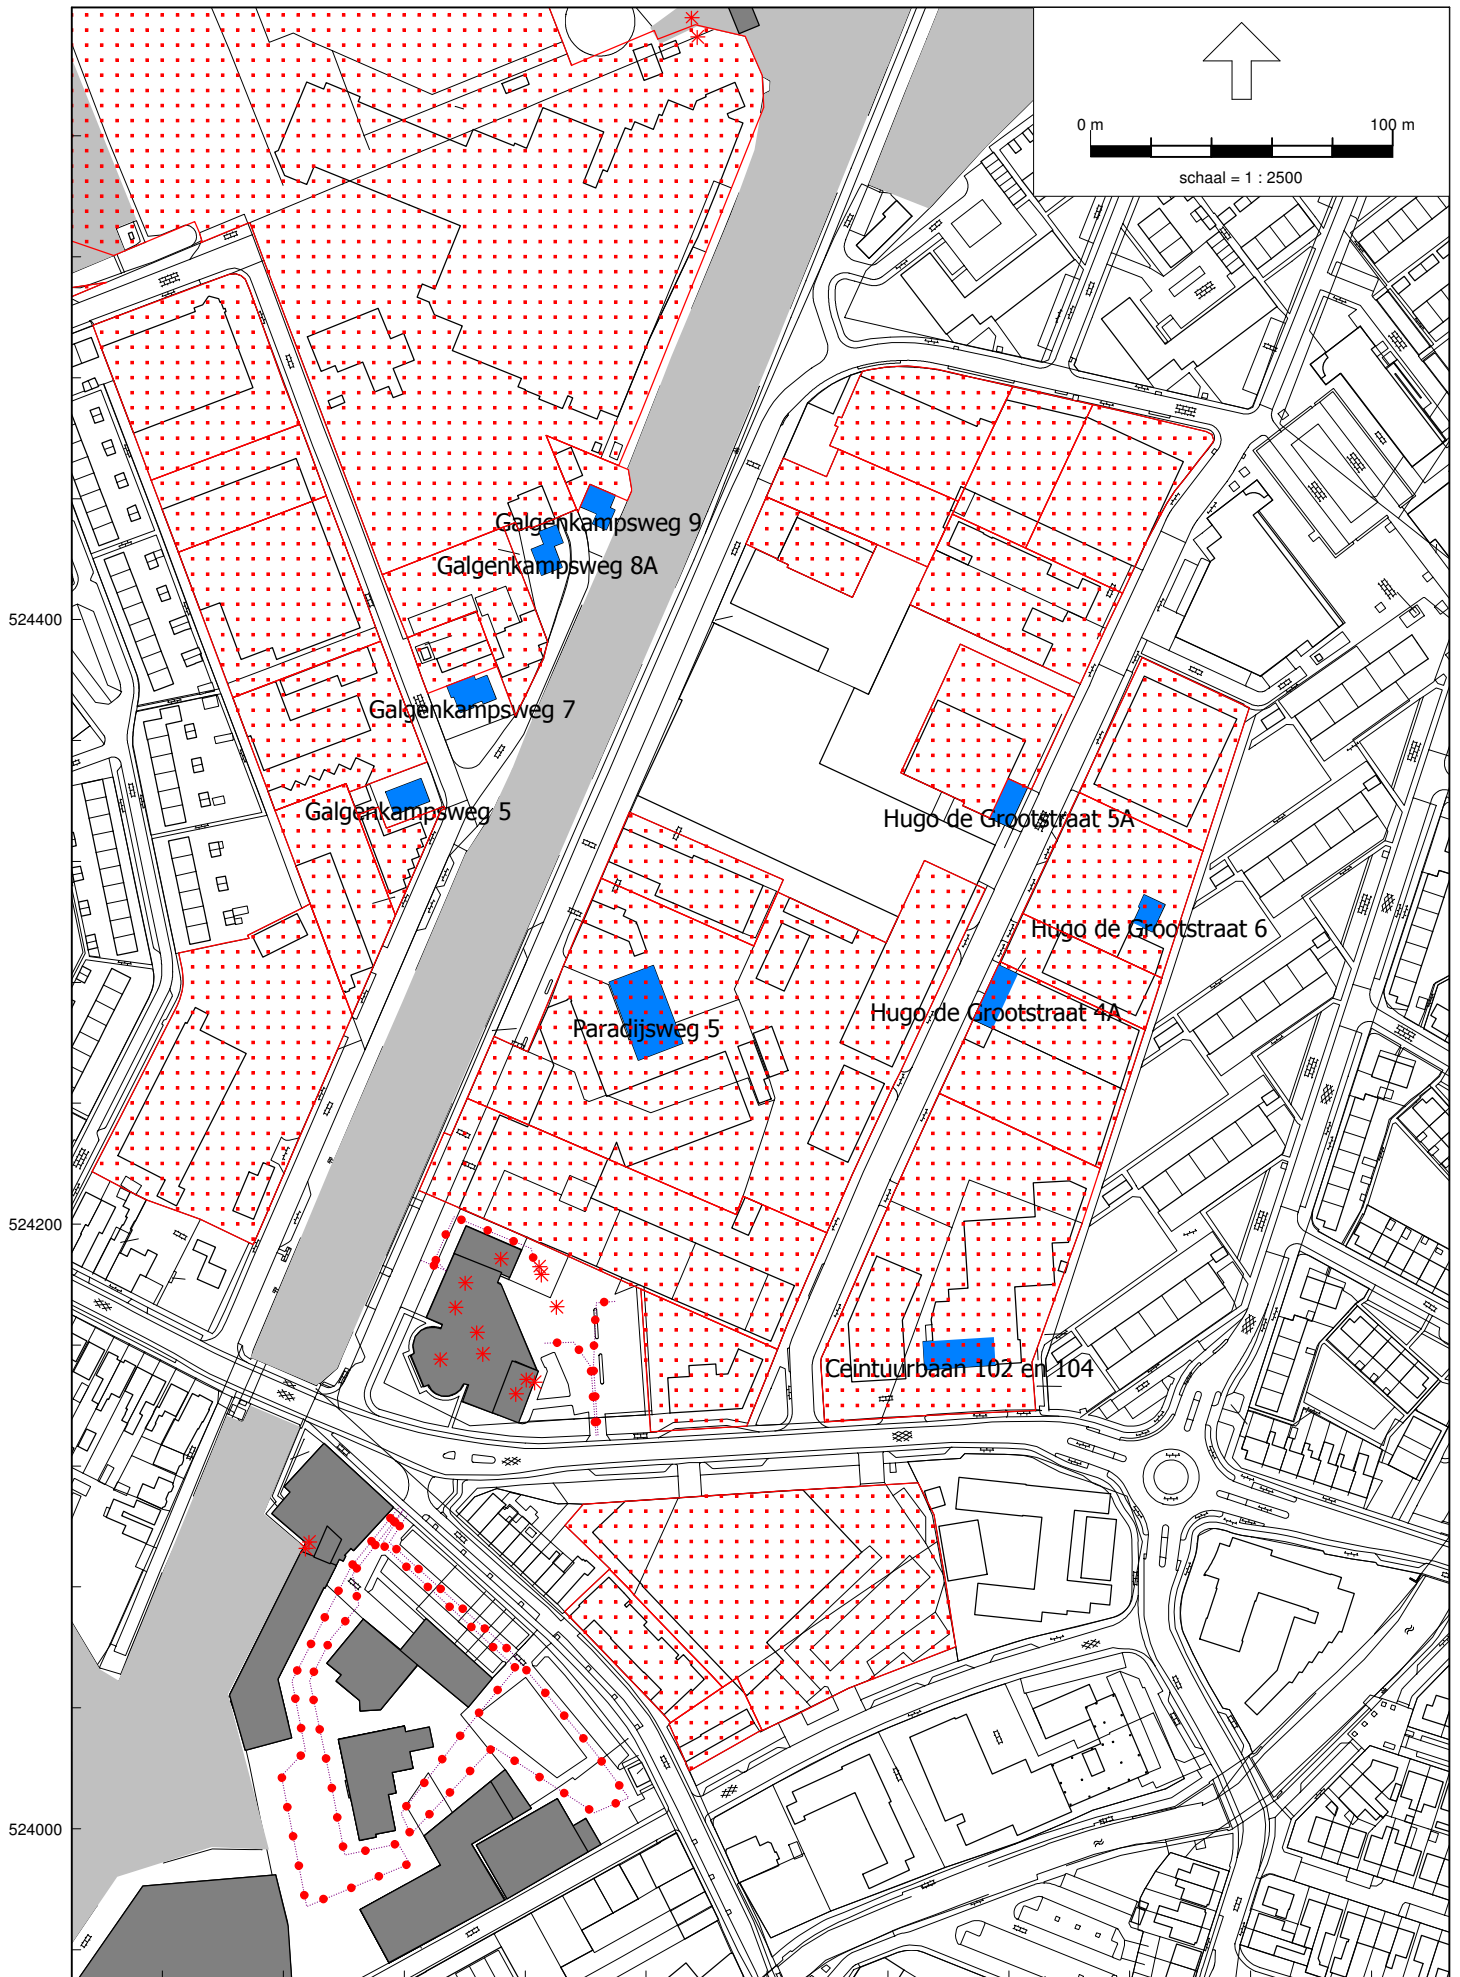 0 m 100 m
schaal = 1 : 2500
Galgenkampsweg 9
Galgenkampsweg 8A
524400
Galgenkampsweg 7
Galgenkampsweg 5
Hugo de Grootstraat 5A
Hugo de Grootstraat 6
Hugo de Grootstraat 4A
Paradijsweg 5
524200
Ceintuurbaan 102 en 104
524000